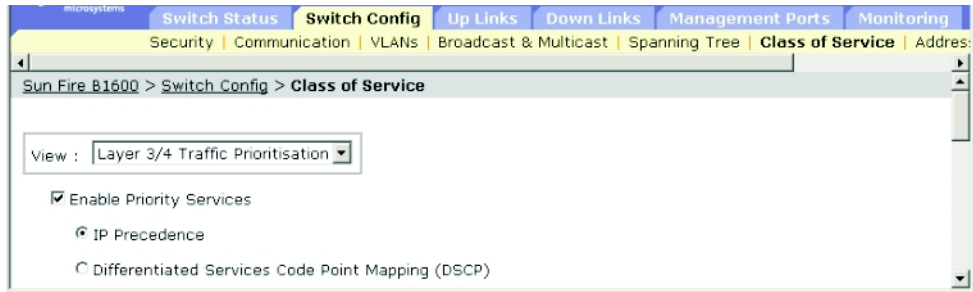 microsystems
Switch Status Switch Config Up Links Down Links Management Ports Monitoring
Security | Communication | VLANs | Broadcast & Multicast | Spanning Tree | Class of Service | Addres
Sun Fire B1600 > Switch Config > Class of Service
View : Layer 3/4 Traffic Prioritisation
Enable Priority Services
IP Precedence
Differentiated Services Code Point Mapping (DSCP)